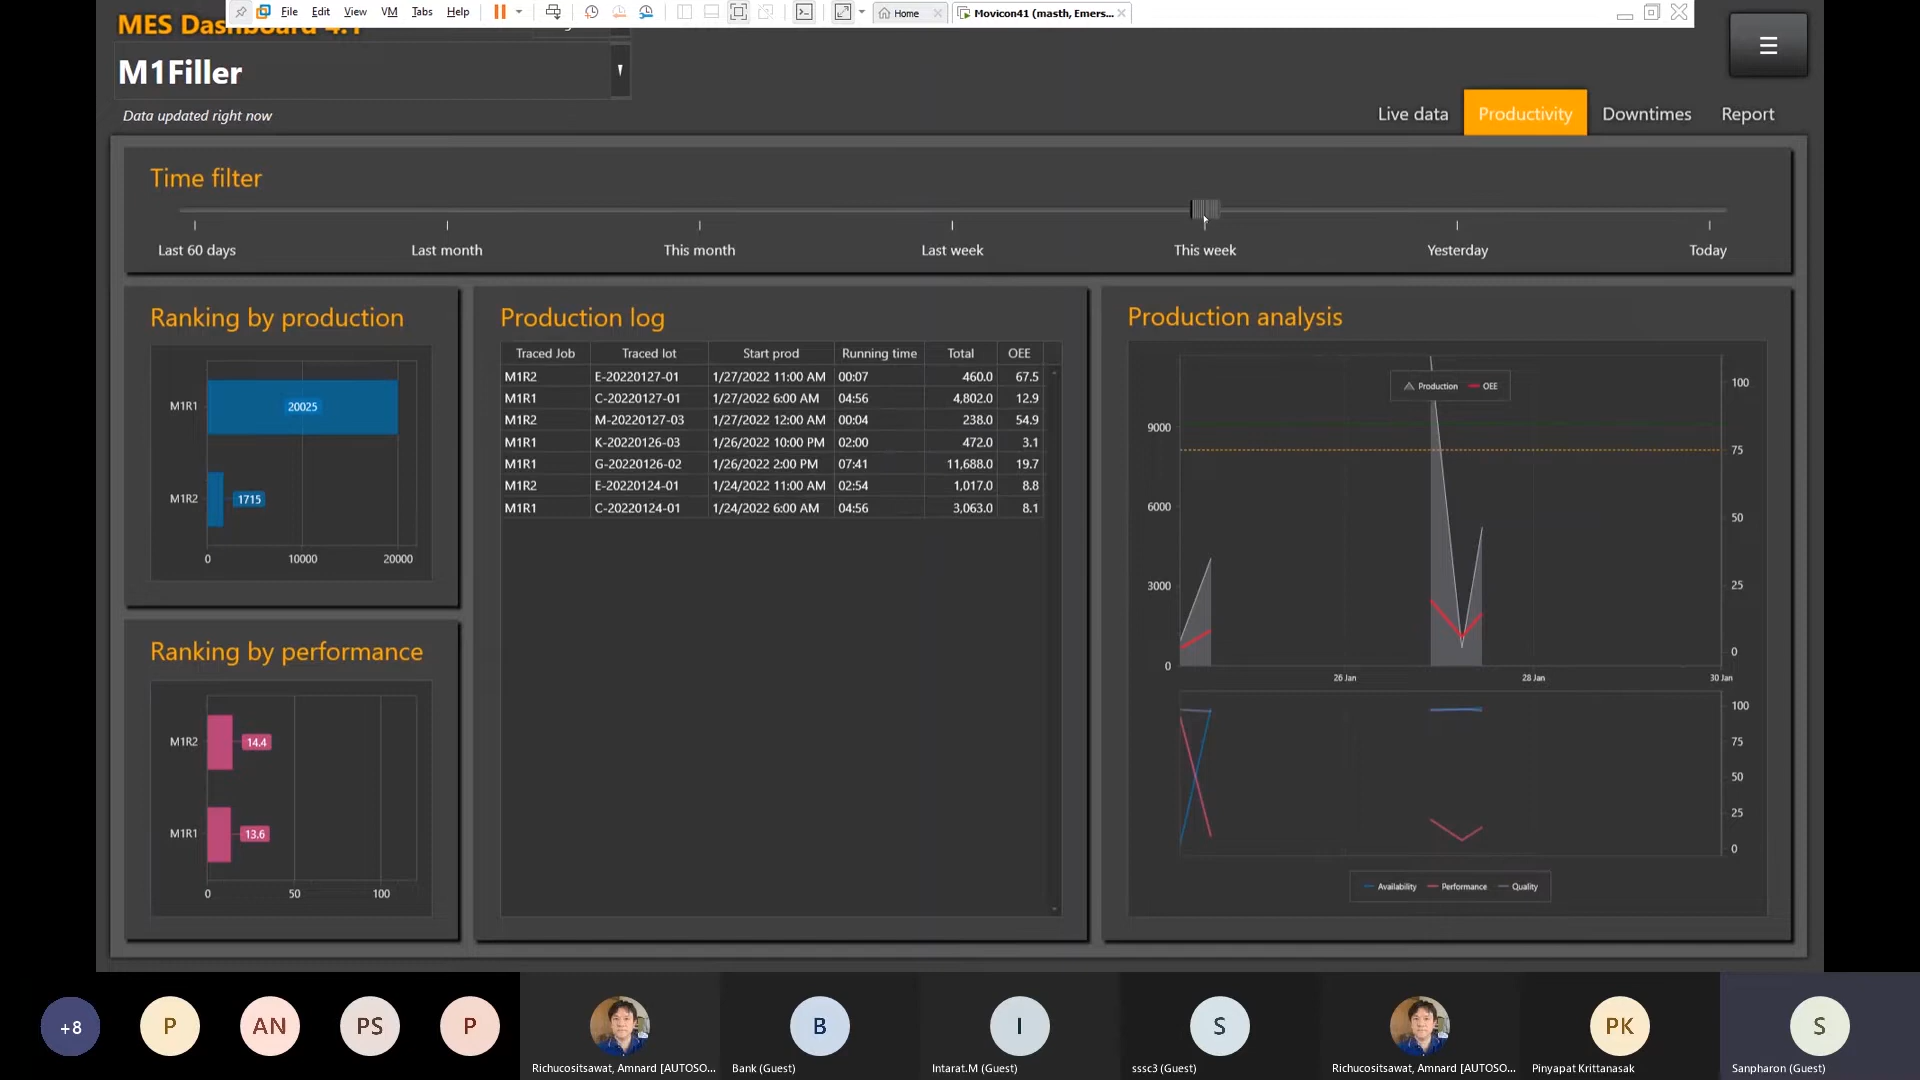 File Edit View VM Tabs Help Home Movicon41 (masth, Emers...
MES Dashboard 4.1
M1Filler
Data updated right now
Live data Productivity Downtimes Report
Time filter
Last 60 days Last month This month Last week This week Yesterday Today
Ranking by production
M1R1 20025
M1R2 1715
0 10000 20000
Ranking by performance
M1R2 14.4
M1R1 13.6
0 50 100
Production log
Traced Job Traced lot Start prod Running time Total OEE
M1R2 E-20220127-01 1/27/2022 11:00 AM 00:07 460.0 67.5
M1R1 C-20220127-01 1/27/2022 6:00 AM 04:56 4,802.0 12.9
M1R2 M-20220127-03 1/27/2022 12:00 AM 00:04 238.0 54.9
M1R1 K-20220126-03 1/26/2022 10:00 PM 02:00 472.0 3.1
M1R1 G-20220126-02 1/26/2022 2:00 PM 07:41 11,688.0 19.7
M1R2 E-20220124-01 1/24/2022 11:00 AM 02:54 1,017.0 8.8
M1R1 C-20220124-01 1/24/2022 6:00 AM 04:56 3,063.0 8.1
Production analysis
Production OEE
100
9000
75
6000
50
3000
25
0
0
26 Jan 28 Jan 30 Jan
100
75
50
25
0
Availability Performance Quality
+8 P AN PS P B I S PK S
Richucositsawat, Amnard [AUTOSO... Bank (Guest) Intarat.M (Guest) sssc3 (Guest) Richucositsawat, Amnard [AUTOSO... Pinyapat Krittanasak Sanpharon (Guest)